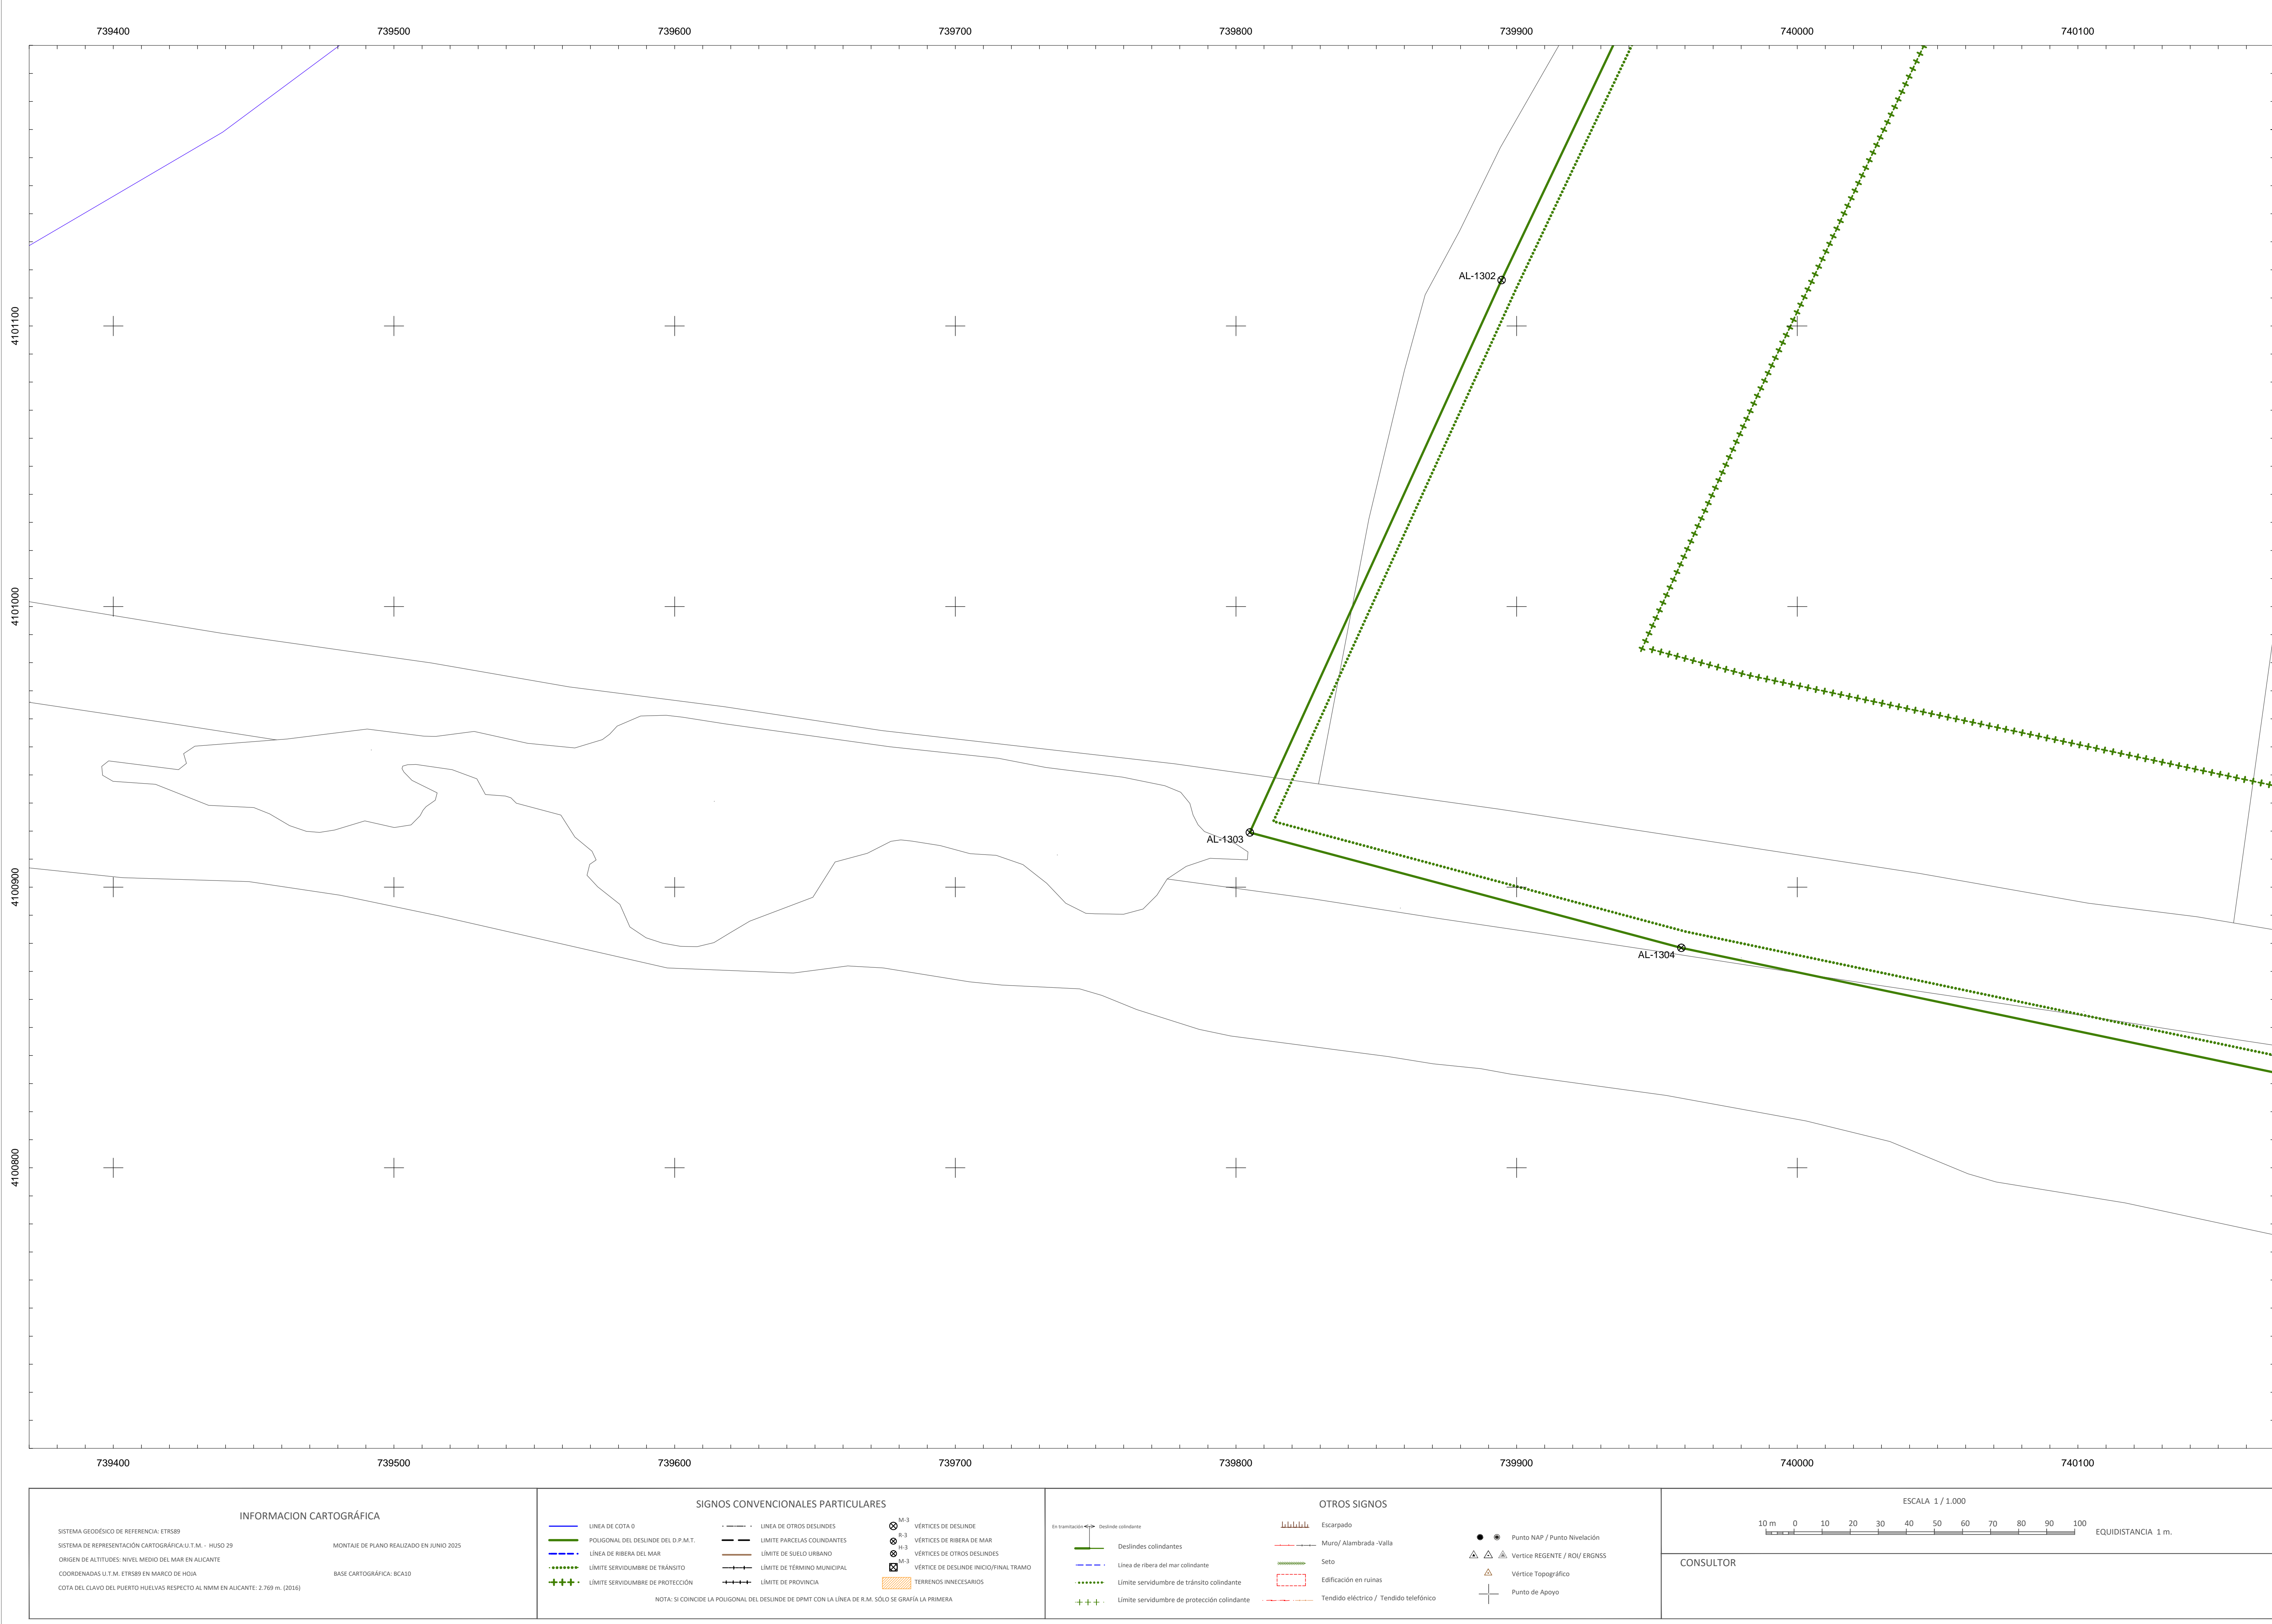 739400 739500 739600 739700 739800 739900 740000 740100
4101100
4101000
4100900
4100800
AL-1302
AL-1303
AL-1304
739400 739500 739600 739700 739800 739900 740000 740100
INFORMACION CARTOGRÁFICA
SISTEMA GEODÉSICO DE REFERENCIA: ETRS89
SISTEMA DE REPRESENTACIÓN CARTOGRÁFICA:U.T.M. - HUSO 29
MONTAJE DE PLANO REALIZADO EN JUNIO 2025
ORIGEN DE ALTITUDES: NIVEL MEDIO DEL MAR EN ALICANTE
COORDENADAS U.T.M. ETRS89 EN MARCO DE HOJA
BASE CARTOGRÁFICA: BCA10
COTA DEL CLAVO DEL PUERTO HUELVAS RESPECTO AL NMM EN ALICANTE: 2.769 m. (2016)
SIGNOS CONVENCIONALES PARTICULARES
LINEA DE COTA 0
POLIGONAL DEL DESLINDE DEL D.P.M.T.
LÍNEA DE RIBERA DEL MAR
LÍMITE SERVIDUMBRE DE TRÁNSITO
LÍMITE SERVIDUMBRE DE PROTECCIÓN
LINEA DE OTROS DESLINDES
LIMITE PARCELAS COLINDANTES
LÍMITE DE SUELO URBANO
LÍMITE DE TÉRMINO MUNICIPAL
LÍMITE DE PROVINCIA
M-3 VÉRTICES DE DESLINDE
R-3 VÉRTICES DE RIBERA DE MAR
H-3 VÉRTICES DE OTROS DESLINDES
M-3 VÉRTICE DE DESLINDE INICIO/FINAL TRAMO
TERRENOS INNECESARIOS
NOTA: SI COINCIDE LA POLIGONAL DEL DESLINDE DE DPMT CON LA LÍNEA DE R.M. SÓLO SE GRAFÍA LA PRIMERA
OTROS SIGNOS
En tramitación Deslinde colindante
Deslindes colindantes
Línea de ribera del mar colindante
Límite servidumbre de tránsito colindante
Limite servidumbre de protección colindante
Escarpado
Muro/ Alambrada -Valla
Seto
Edificación en ruinas
Tendido eléctrico / Tendido telefónico
Punto NAP / Punto Nivelación
Vertice REGENTE / ROI/ ERGNSS
Vértice Topográfico
Punto de Apoyo
ESCALA 1 / 1.000
10 m 0 10 20 30 40 50 60 70 80 90 100
EQUIDISTANCIA 1 m.
CONSULTOR